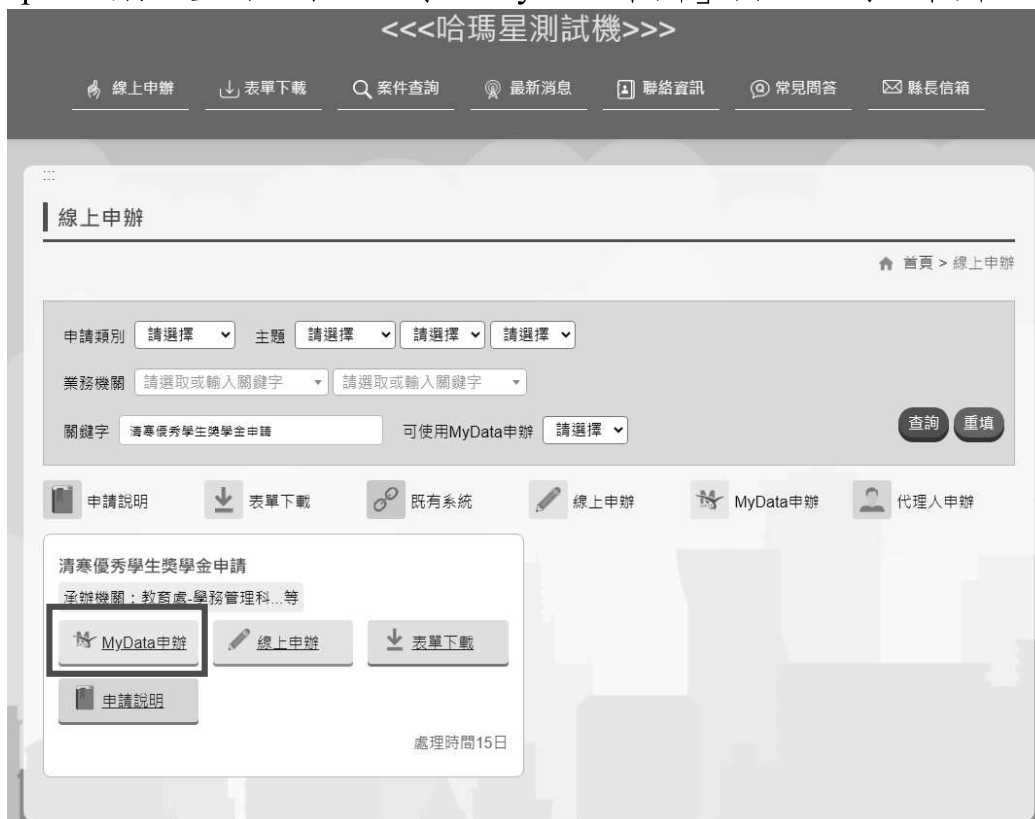 <<<哈瑪星測試機>>>
線上申辦 表單下載 案件查詢 最新消息 聯絡資訊 常見問答 縣長信箱
:::
線上申辦
首頁 > 線上申辦
申請類別 請選擇 主題 請選擇 請選擇 請選擇
業務機關 請選取或輸入關鍵字 請選取或輸入關鍵字
關鍵字 清寒優秀學生獎學金申請 可使用MyData申辦 請選擇 查詢 重填
申請說明 表單下載 既有系統 線上申辦 MyData申辦 代理人申辦
清寒優秀學生獎學金申請
承辦機關：教育處-學務管理科...等
MyData申辦 線上申辦 表單下載
申請說明
處理時間15日